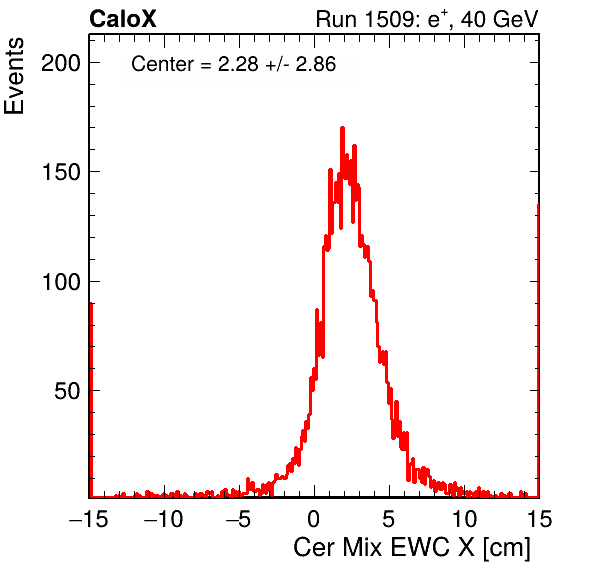 CaloX Run 1509: e⁺, 40 GeV
Center = 2.28 +/- 2.86
Events
200
150
100
50
−15 −10 −5 0 5 10 15
Cer Mix EWC X [cm]